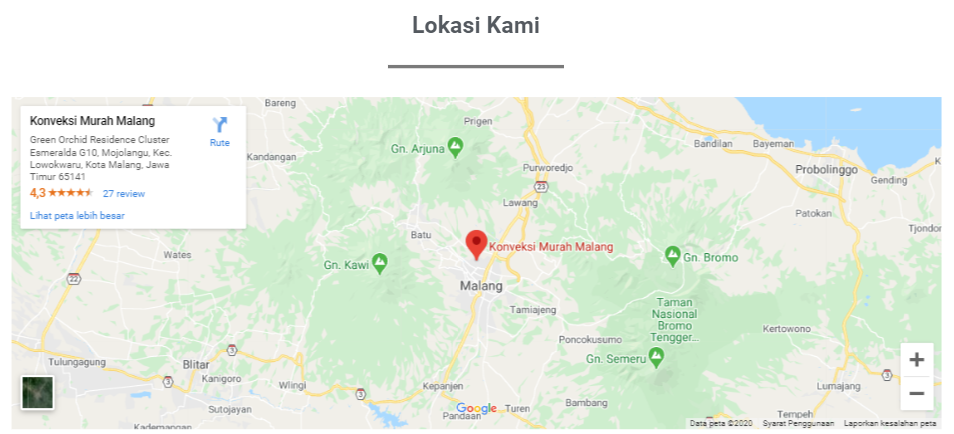 Lokasi Kami
Konveksi Murah Malang
Rute
Green Orchid Residence Cluster
Esmeralda G10, Mojolangu, Kec.
Lowokwaru, Kota Malang, Jawa
Timur 65141
4,3 27 review
Lihat peta lebih besar
Bareng
Prigen
Gn. Arjuna
Kandangan
Bandilan
Bayeman
Purworedjo
Probolinggo
Gending
23
Lawang
Patokan
Batu
Konveksi Murah Malang
Wates
Gn. Kawi
Gn. Bromo
22
Malang
Taman
Nasional
Bromo
Tengger...
Tamiajeng
Kertowono
Poncokusumo
Gn. Semeru
3
Tulungagung
Blitar
Kanigoro
3
Wlingi
3
Kepanjen
3
Lumajang
Sutojayan
Google
Turen
Bambang
Pandaan
Tempeh
Kademangan
Data peta ©2020 Syarat Penggunaan Laporkan kesalahan peta